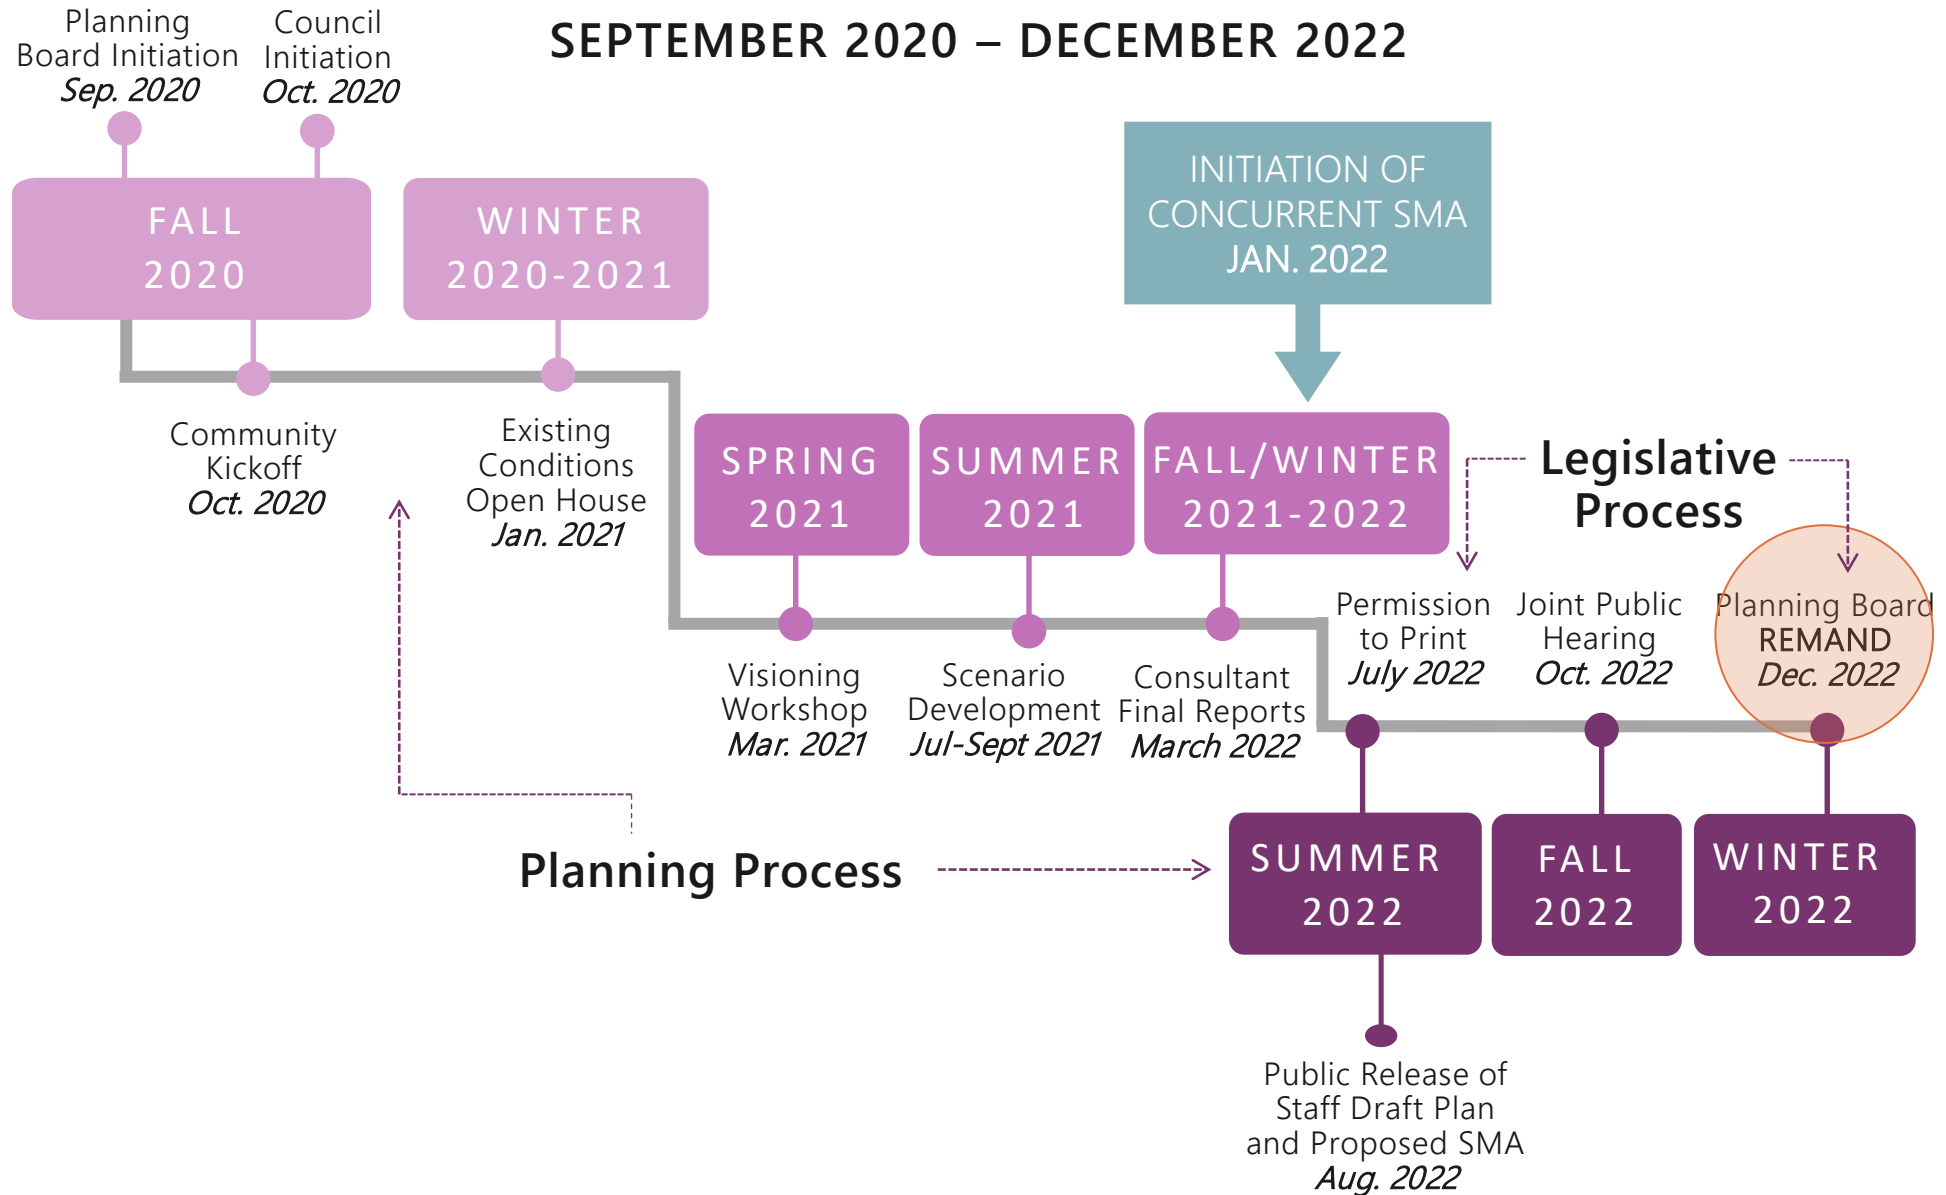 SEPTEMBER 2020 – DECEMBER 2022
Planning
Board Initiation
Sep. 2020
Council
Initiation
Oct. 2020
FALL
2020
WINTER
2020-2021
INITIATION OF
CONCURRENT SMA
JAN. 2022
Community
Kickoff
Oct. 2020
Existing
Conditions
Open House
Jan. 2021
SPRING
2021
SUMMER
2021
FALL/WINTER
2021-2022
Legislative
Process
Visioning
Workshop
Mar. 2021
Scenario
Development
Jul-Sept 2021
Consultant
Final Reports
March 2022
Permission
to Print
July 2022
Joint Public
Hearing
Oct. 2022
Planning Board
REMAND
Dec. 2022
Planning Process
SUMMER
2022
FALL
2022
WINTER
2022
Public Release of
Staff Draft Plan
and Proposed SMA
Aug. 2022